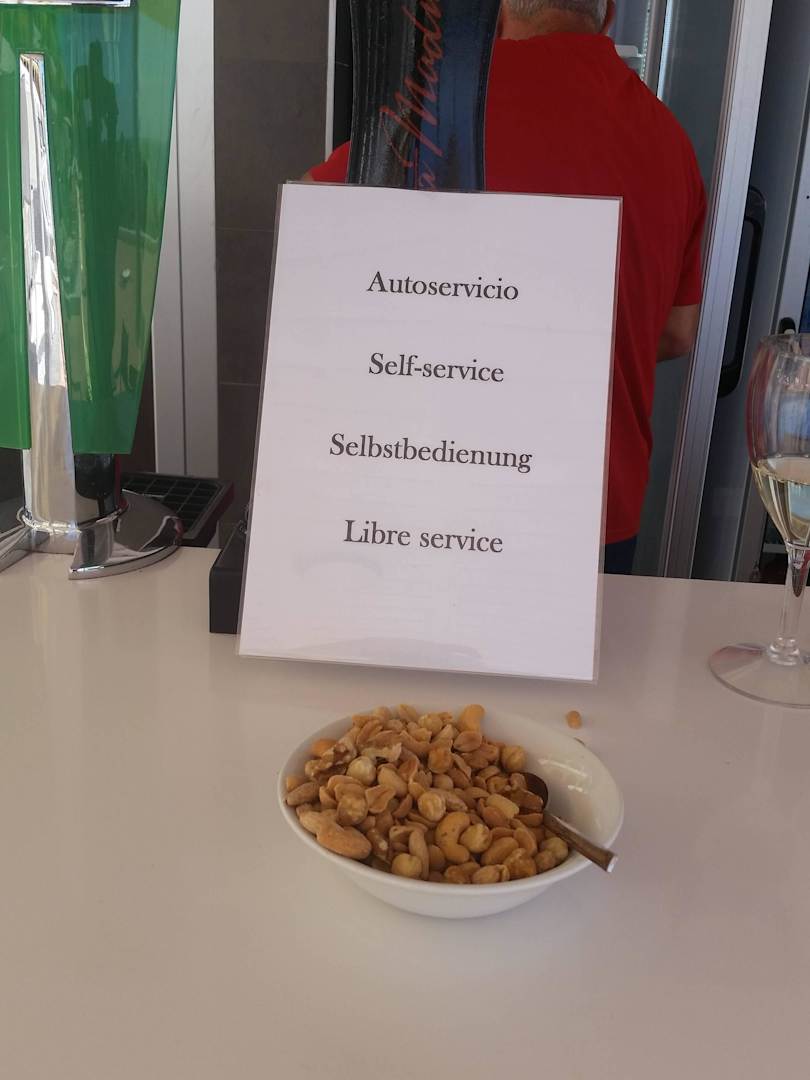 Autoservicio
Self-service
Selbstbedienung
Libre service